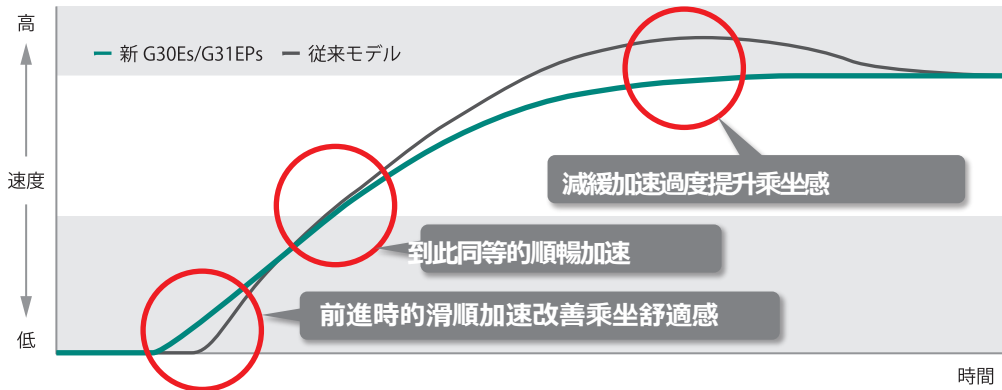 高
新 G30Es/G31EPs
従来モデル
減緩加速過度提升乘坐感
速度
到此同等的順暢加速
前進時的滑順加速改善乘坐舒適感
低
時間